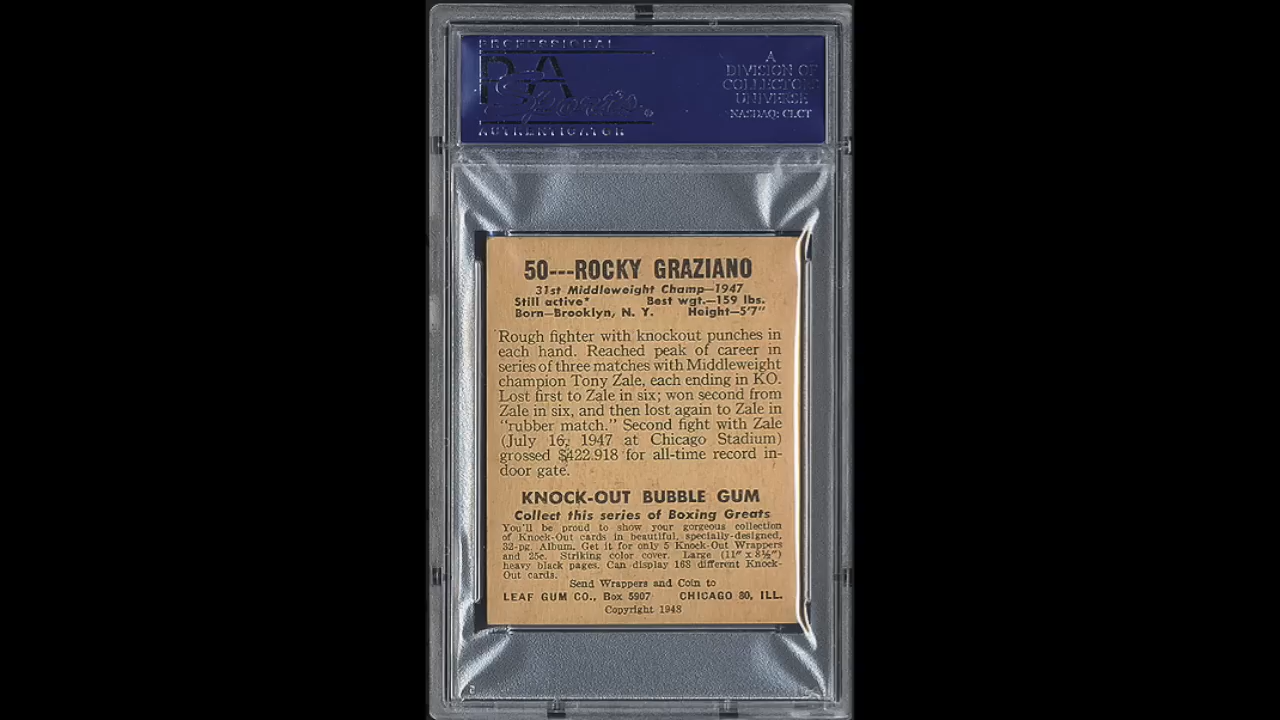 PROFESSIONAL
PSA
Sports
AUTHENTICATOR
A
DIVISION OF
COLLECTORS
UNIVERSE
NASDAQ: CLCT
50---ROCKY GRAZIANO
31st Middleweight Champ—1947
Still active* Best wgt.—159 lbs.
Born—Brooklyn, N. Y. Height—5'7"
Rough fighter with knockout punches in
each hand. Reached peak of career in
series of three matches with Middleweight
champion Tony Zale, each ending in KO.
Lost first to Zale in six; won second from
Zale in six, and then lost again to Zale in
"rubber match." Second fight with Zale
(July 16, 1947 at Chicago Stadium)
grossed $422.918 for all-time record in-
door gate.
KNOCK-OUT BUBBLE GUM
Collect this series of Boxing Greats
You'll be proud to show your gorgeous collection
of Knock-Out cards in beautiful, specially-designed,
32-pg. Album. Get it for only 5 Knock-Out Wrappers
and 25c. Striking color cover. Large (11" x 8½")
heavy black pages. Can display 168 different Knock-
Out cards.
Send Wrappers and Coin to
LEAF GUM CO., Box 5907 CHICAGO 80, ILL.
Copyright 1948